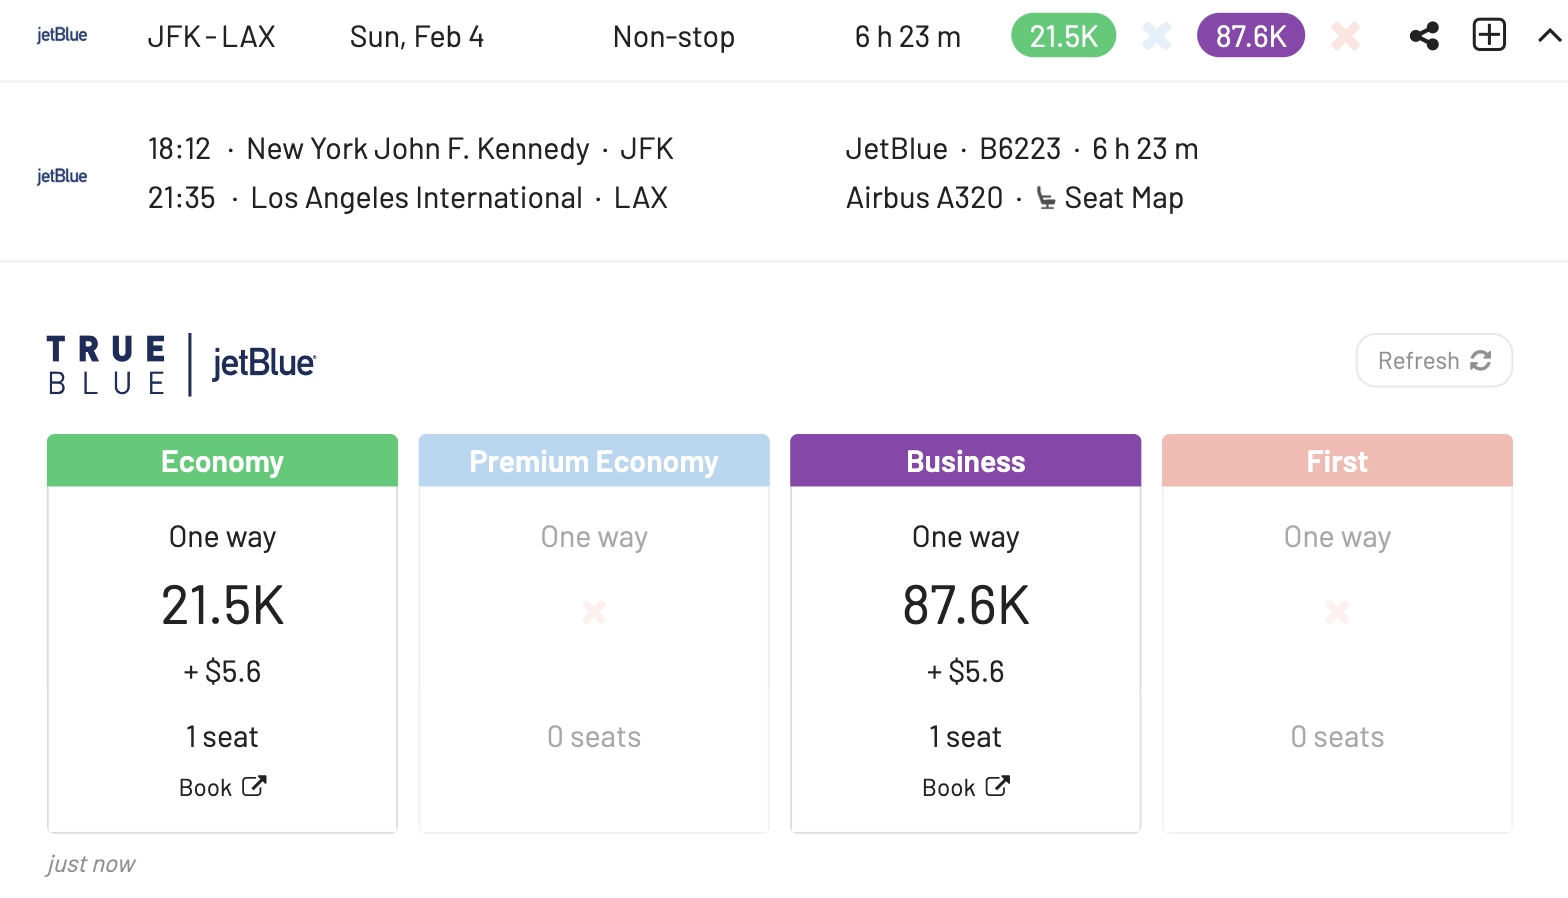 jetBlue JFK - LAX Sun, Feb 4 Non-stop 6 h 23 m 21.5K 87.6K
18:12 · New York John F. Kennedy · JFK JetBlue · B6223 · 6 h 23 m
jetBlue
21:35 · Los Angeles International · LAX Airbus A320 · Seat Map
TRUE
BLUE
jetBlue
Refresh
Economy Premium Economy Business First
One way One way One way One way
21.5K 87.6K
+ $5.6 + $5.6
1 seat 0 seats 1 seat 0 seats
Book Book
just now